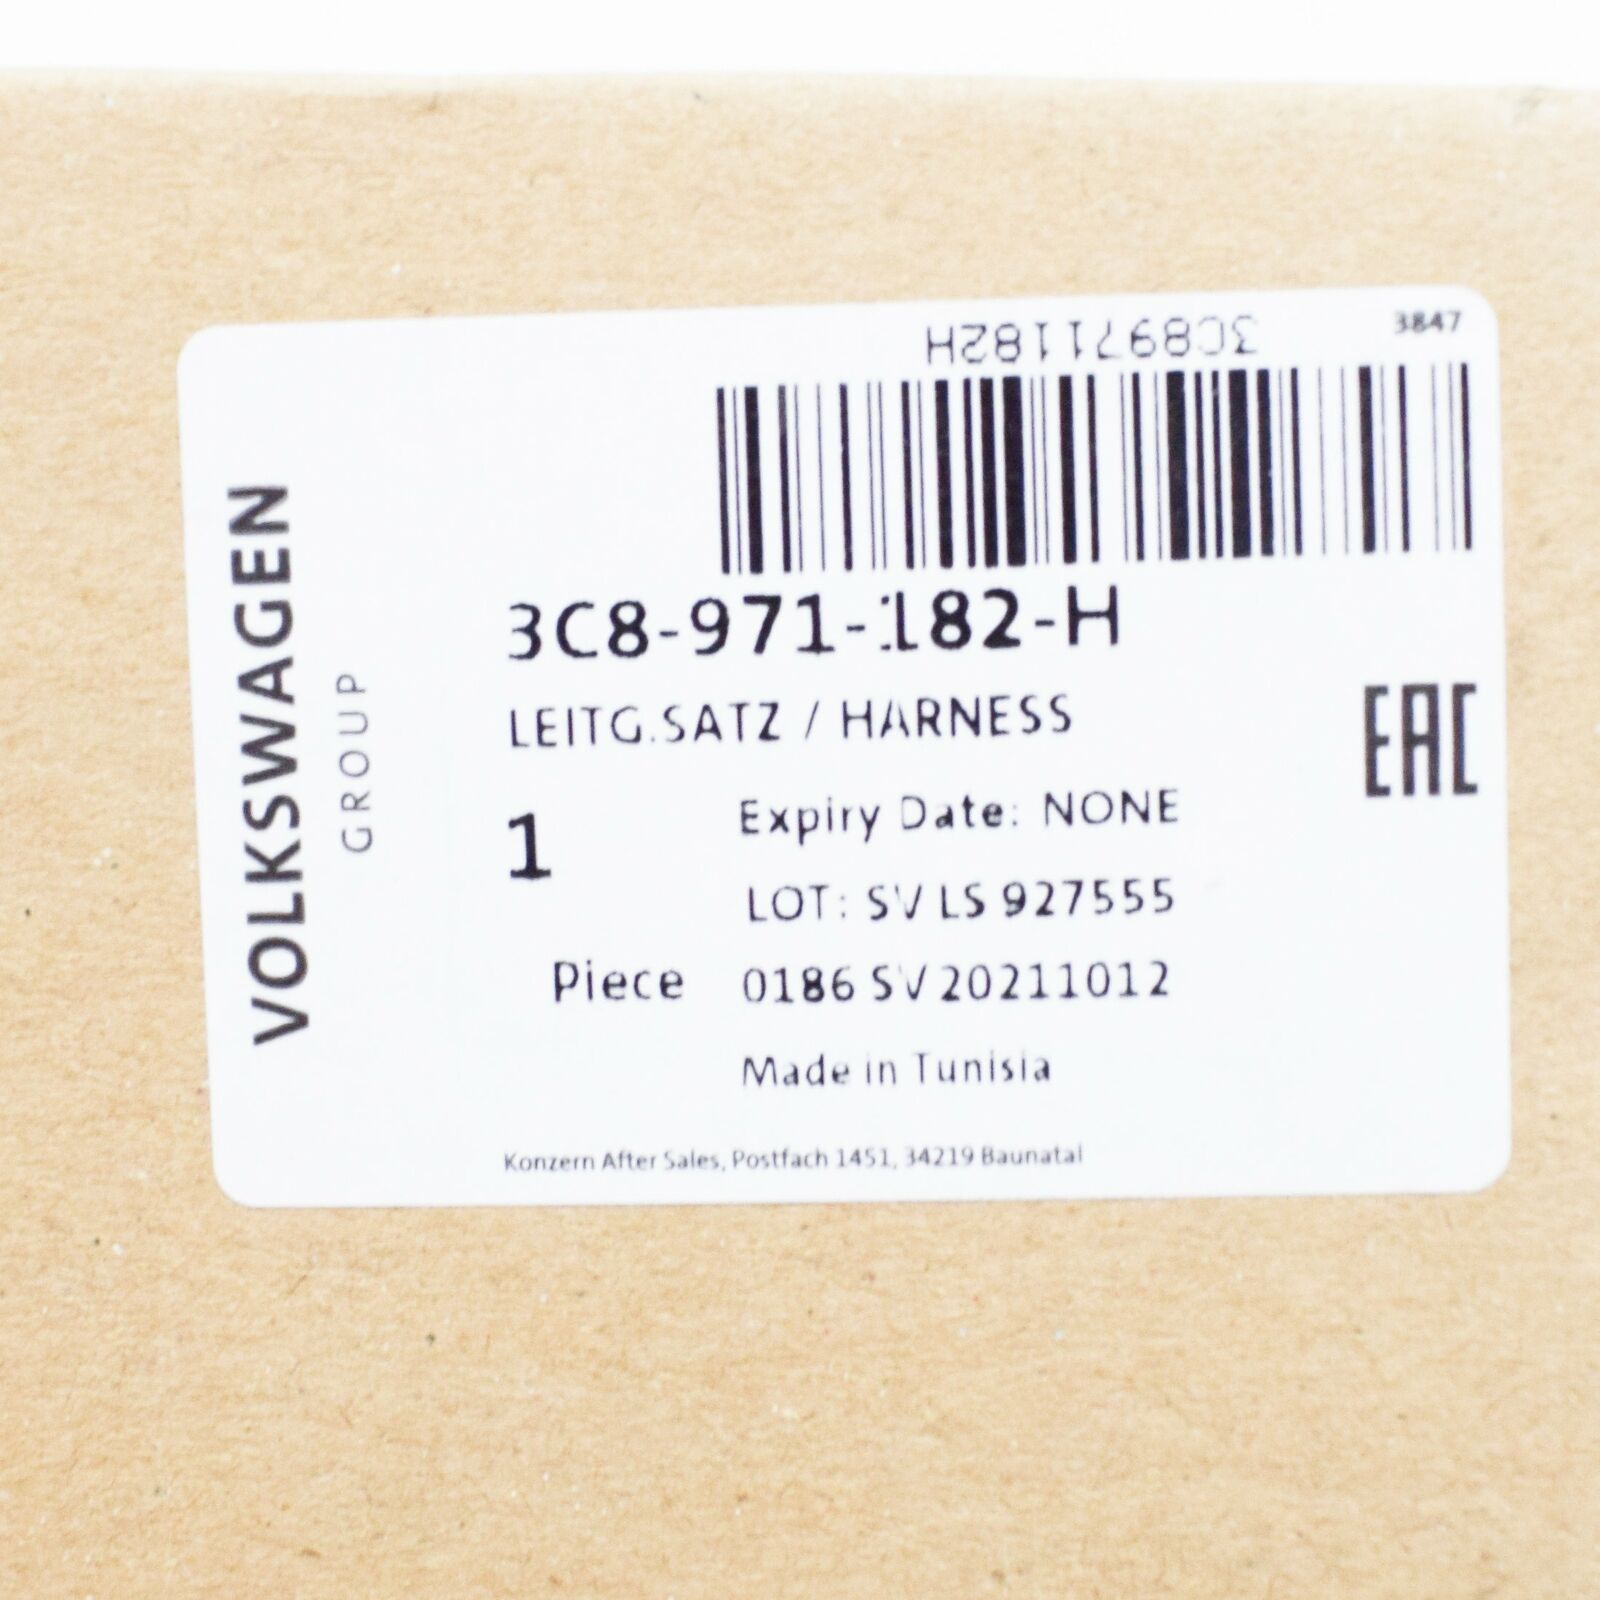 3C8971182H
3847
3C8-971-182-H
LEITG.SATZ / HARNESS
1
Expiry Date: NONE
LOT: SV LS 927555
Piece
0186 SV 20211012
Made in Tunisia
Konzern After Sales, Postfach 1451, 34219 Baunatal
VOLKSWAGEN
GROUP
EAC